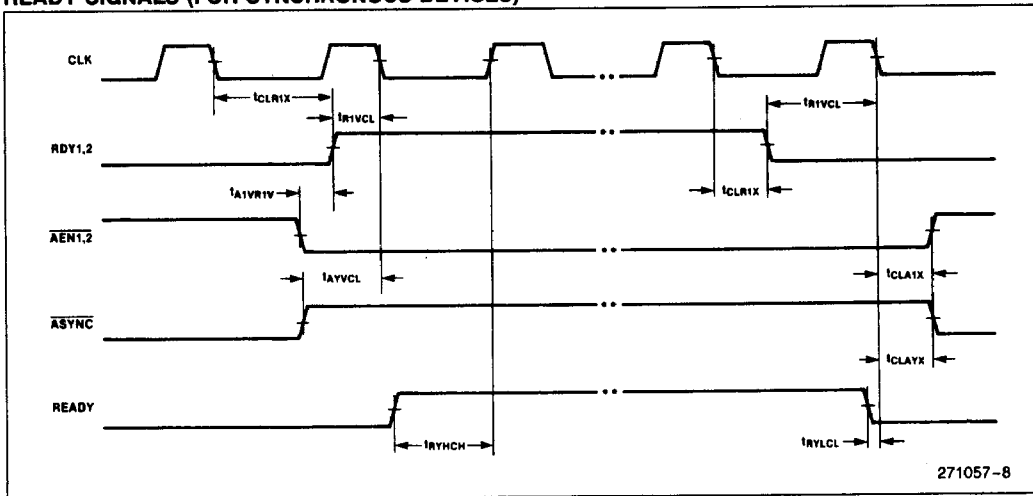 READY SIGNALS (FOR SYNCHRONOUS DEVICES)
CLK
tCLR1X
tR1VCL
tR1VCL
RDY1,2
tA1VR1V
tCLR1X
AEN1,2
tAYVCL
tCLA1X
ASYNC
tCLAYX
READY
tRYHCH
tRYLCL
271057-8